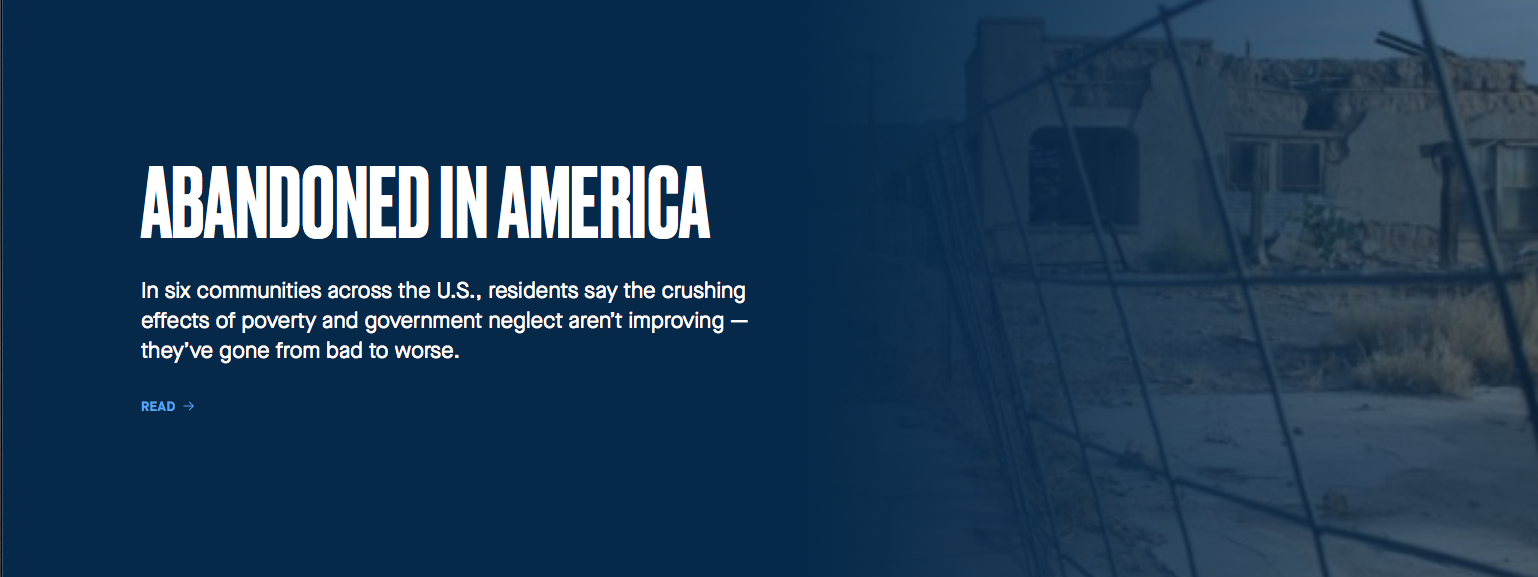 ABANDONED IN AMERICA
In six communities across the U.S., residents say the crushing
effects of poverty and government neglect aren’t improving —
they’ve gone from bad to worse.
READ →